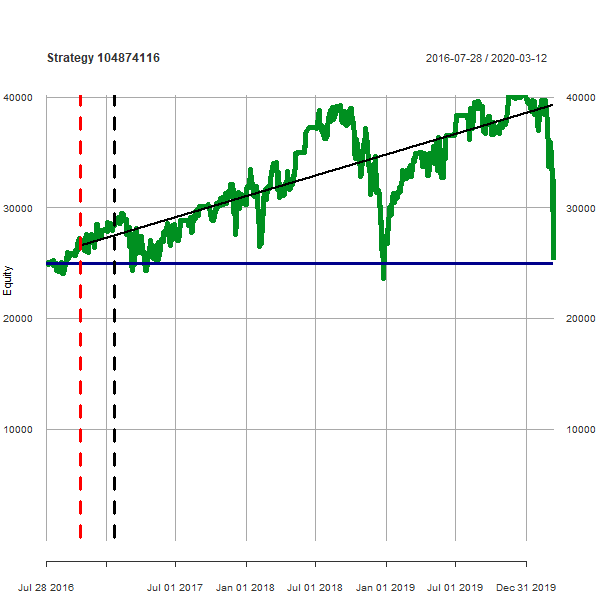 Strategy 104874116
2016-07-28 / 2020-03-12
40000
40000
30000
30000
Equity
20000
20000
10000
10000
Jul 28 2016
Jul 01 2017
Jan 01 2018
Jul 01 2018
Jan 01 2019
Jul 01 2019
Dec 31 2019